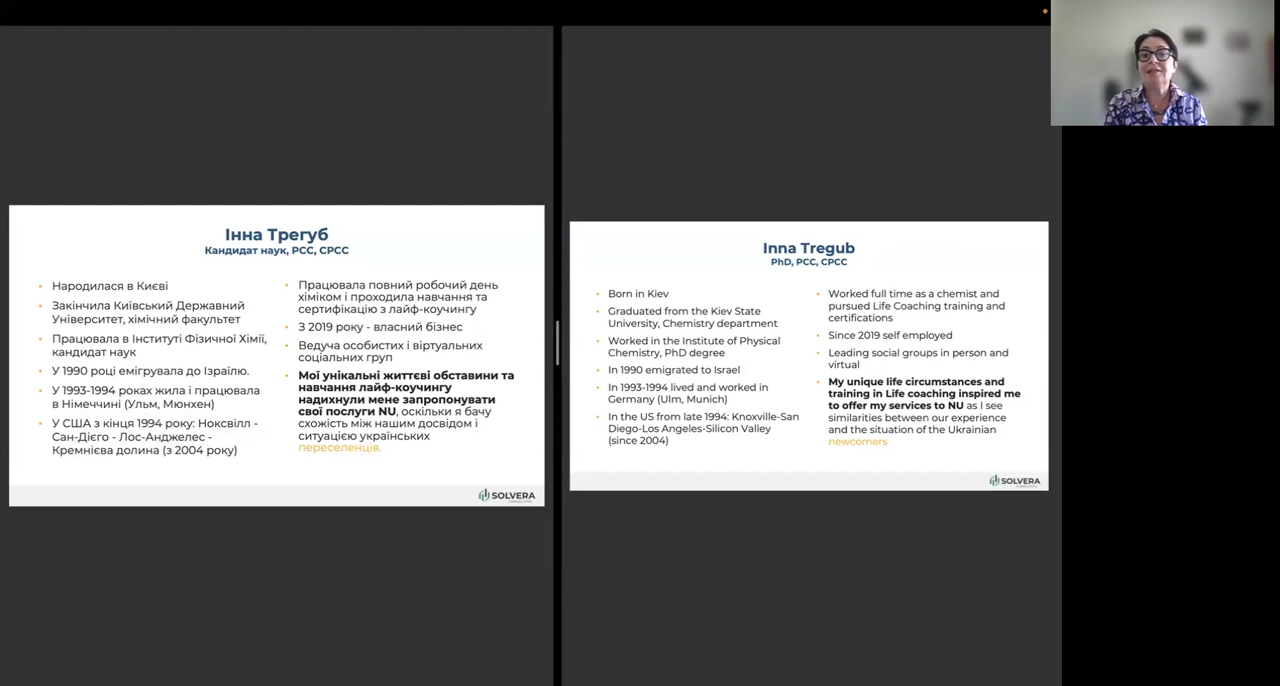 Інна Трегуб
Кандидат наук, PCC, CPCC
Народилася в Києві
Закінчила Київський Державний
Університет, хімічний факультет
Працювала в Інституті Фізичної Хімії,
кандидат наук
У 1990 році емігрувала до Ізраїлю.
У 1993-1994 роках жила і працювала
в Німеччині (Ульм, Мюнхен)
У США з кінця 1994 року: Ноксвілл -
Сан-Дієго - Лос-Анджелес -
Кремнієва долина (з 2004 року)
Працювала повний робочий день
хіміком і проходила навчання та
сертифікацію з лайф-коучингу
З 2019 року - власний бізнес
Ведуча особистих і віртуальних
соціальних груп
Мої унікальні життєві обставини та
навчання лайф-коучингу
надихнули мене запропонувати
свої послуги NU, оскільки я бачу
схожість між нашим досвідом і
ситуацією українських
переселенців.
SOLVERA
Inna Tregub
PhD, PCC, CPCC
Born in Kiev
Graduated from the Kiev State
University, Chemistry department
Worked in the Institute of Physical
Chemistry, PhD degree
In 1990 emigrated to Israel
In 1993-1994 lived and worked in
Germany (Ulm, Munich)
In the US from late 1994: Knoxville-San
Diego-Los Angeles-Silicon Valley
(since 2004)
Worked full time as a chemist and
pursued Life Coaching training and
certifications
Since 2019 self employed
Leading social groups in person and
virtual
My unique life circumstances and
training in Life coaching inspired me
to offer my services to NU as I see
similarities between our experience
and the situation of the Ukrainian
newcomers
SOLVERA